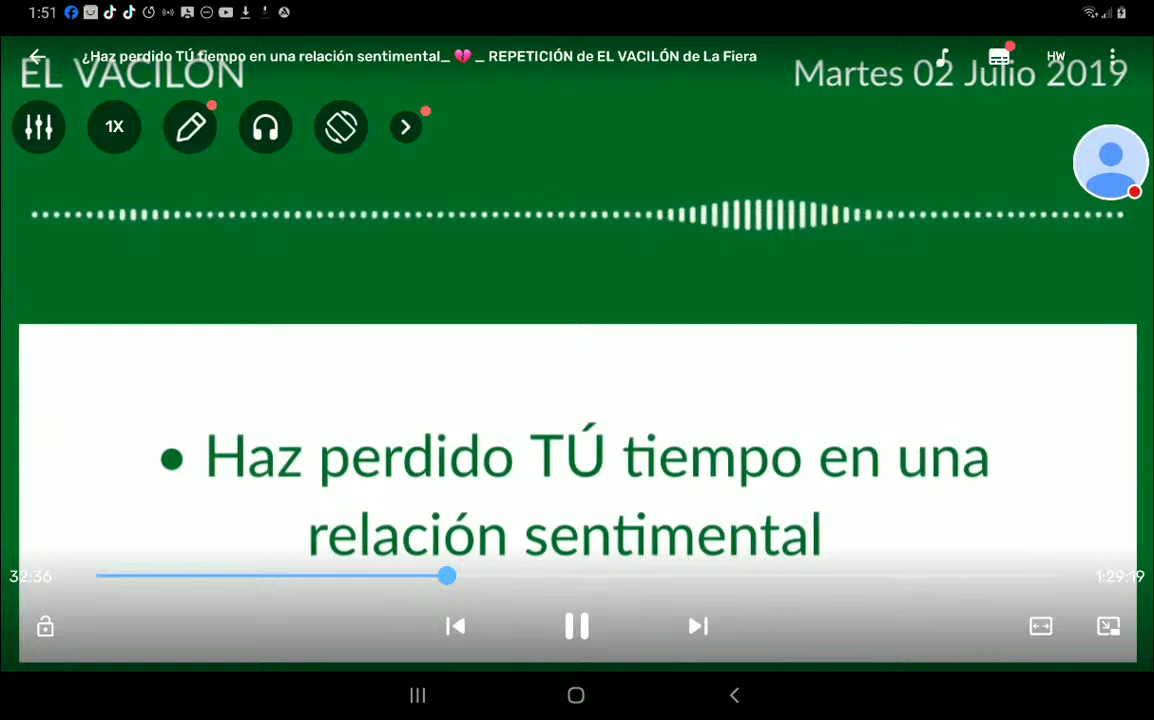 1:51
¿Haz perdido TÚ tiempo en una relación sentimental_ 💔 _ REPETICIÓN de EL VACILÓN de La Fiera
HW
EL VACILÓN
Martes 02 Julio 2019
1X
• Haz perdido TÚ tiempo en una
relación sentimental
32:36
1:29:19